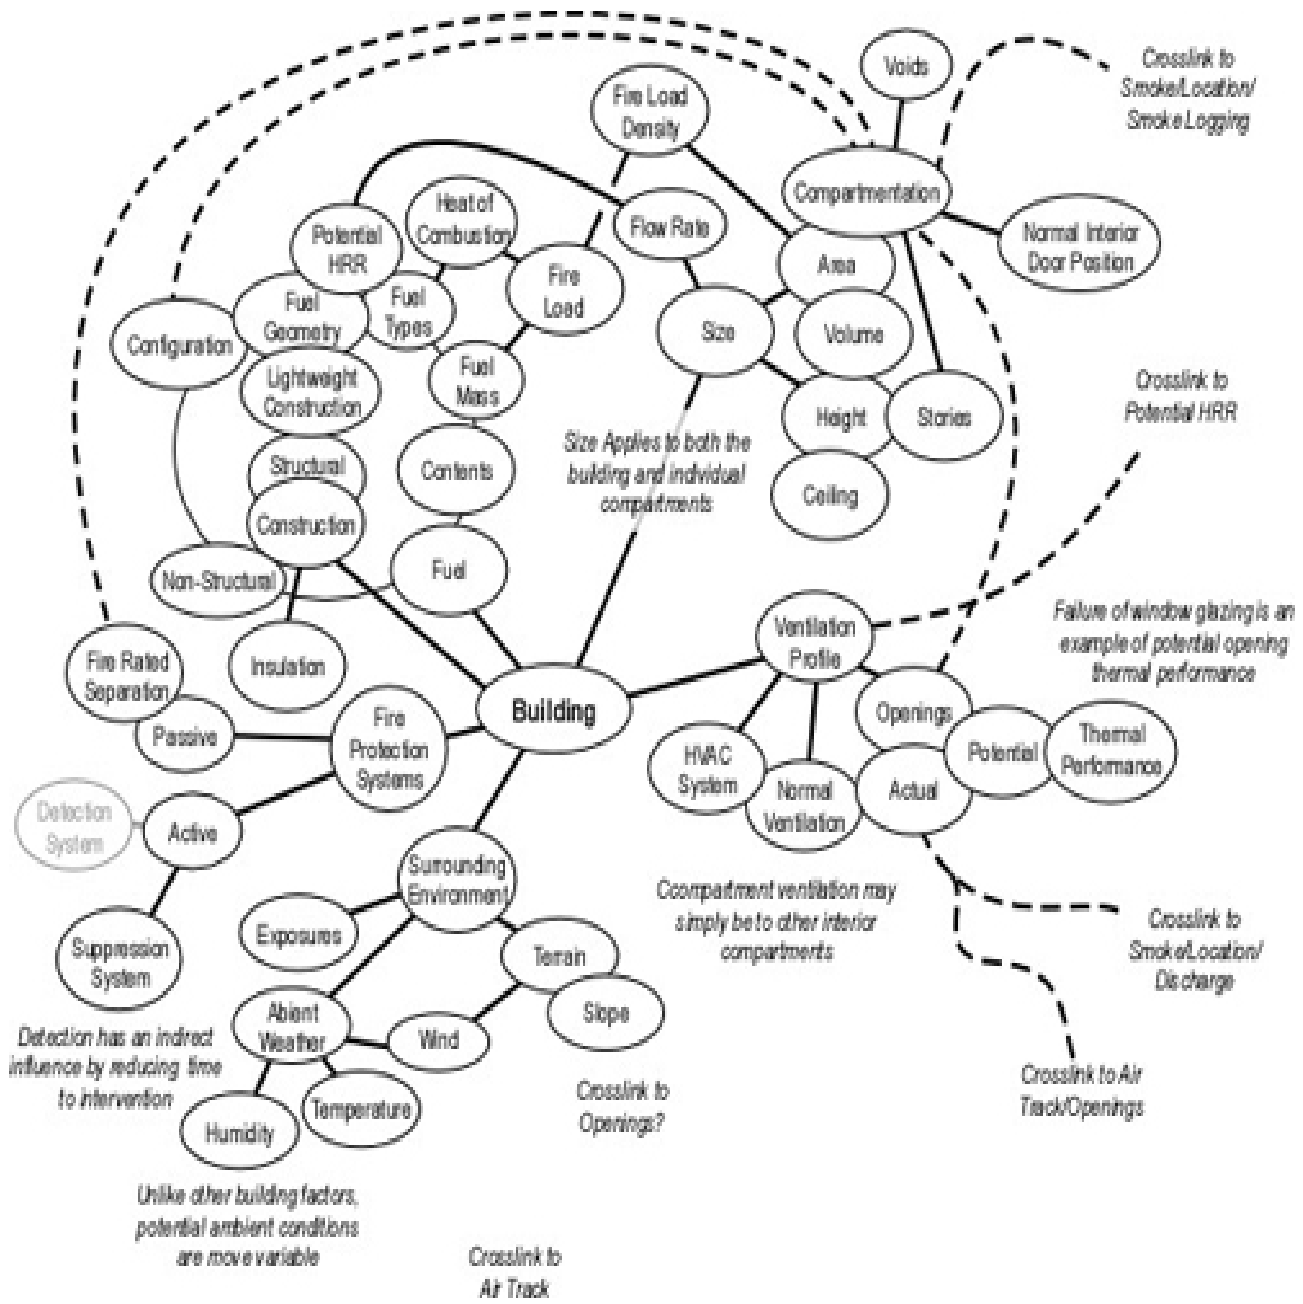 Voids
Crosslink to
Smoke/Location/
Smoke Logging
Fire Load
Density
Compartmentation
Heat of
Combustion
Flow Rate
Normal Interior
Door Position
Potential
HRR
Area
Fire
Load
Fuel
Geometry
Fuel
Types
Configuration
Size
Volume
Lightweight
Construction
Fuel
Mass
Crosslink to
Potential HRR
Height
Stories
Size Applies to both the
building and individual
compartments
Structural
Contents
Ceiling
Construction
Non-Structural
Fuel
Ventilation
Profile
Failure of window glazing is an
example of potential opening
thermal performance
Fire Rated
Separation
Insulation
Building
Openings
Passive
Fire
Protection
Systems
HVAC
System
Potential
Thermal
Performance
Normal
Ventilation
Actual
Detection
System
Active
Surrounding
Environment
Ccompartment ventilation may
simply be to other interior
compartments
Crosslink to
Smoke/Location/
Discharge
Exposures
Suppression
System
Terrain
Slope
Abient
Weather
Wind
Detection has an indirect
influence by reducing time
to intervention
Crosslink to Air
Track/Openings
Temperature
Crosslink to
Openings?
Humidity
Unlike other building factors,
potential ambient conditions
are move variable
Crosslink to
Air Track